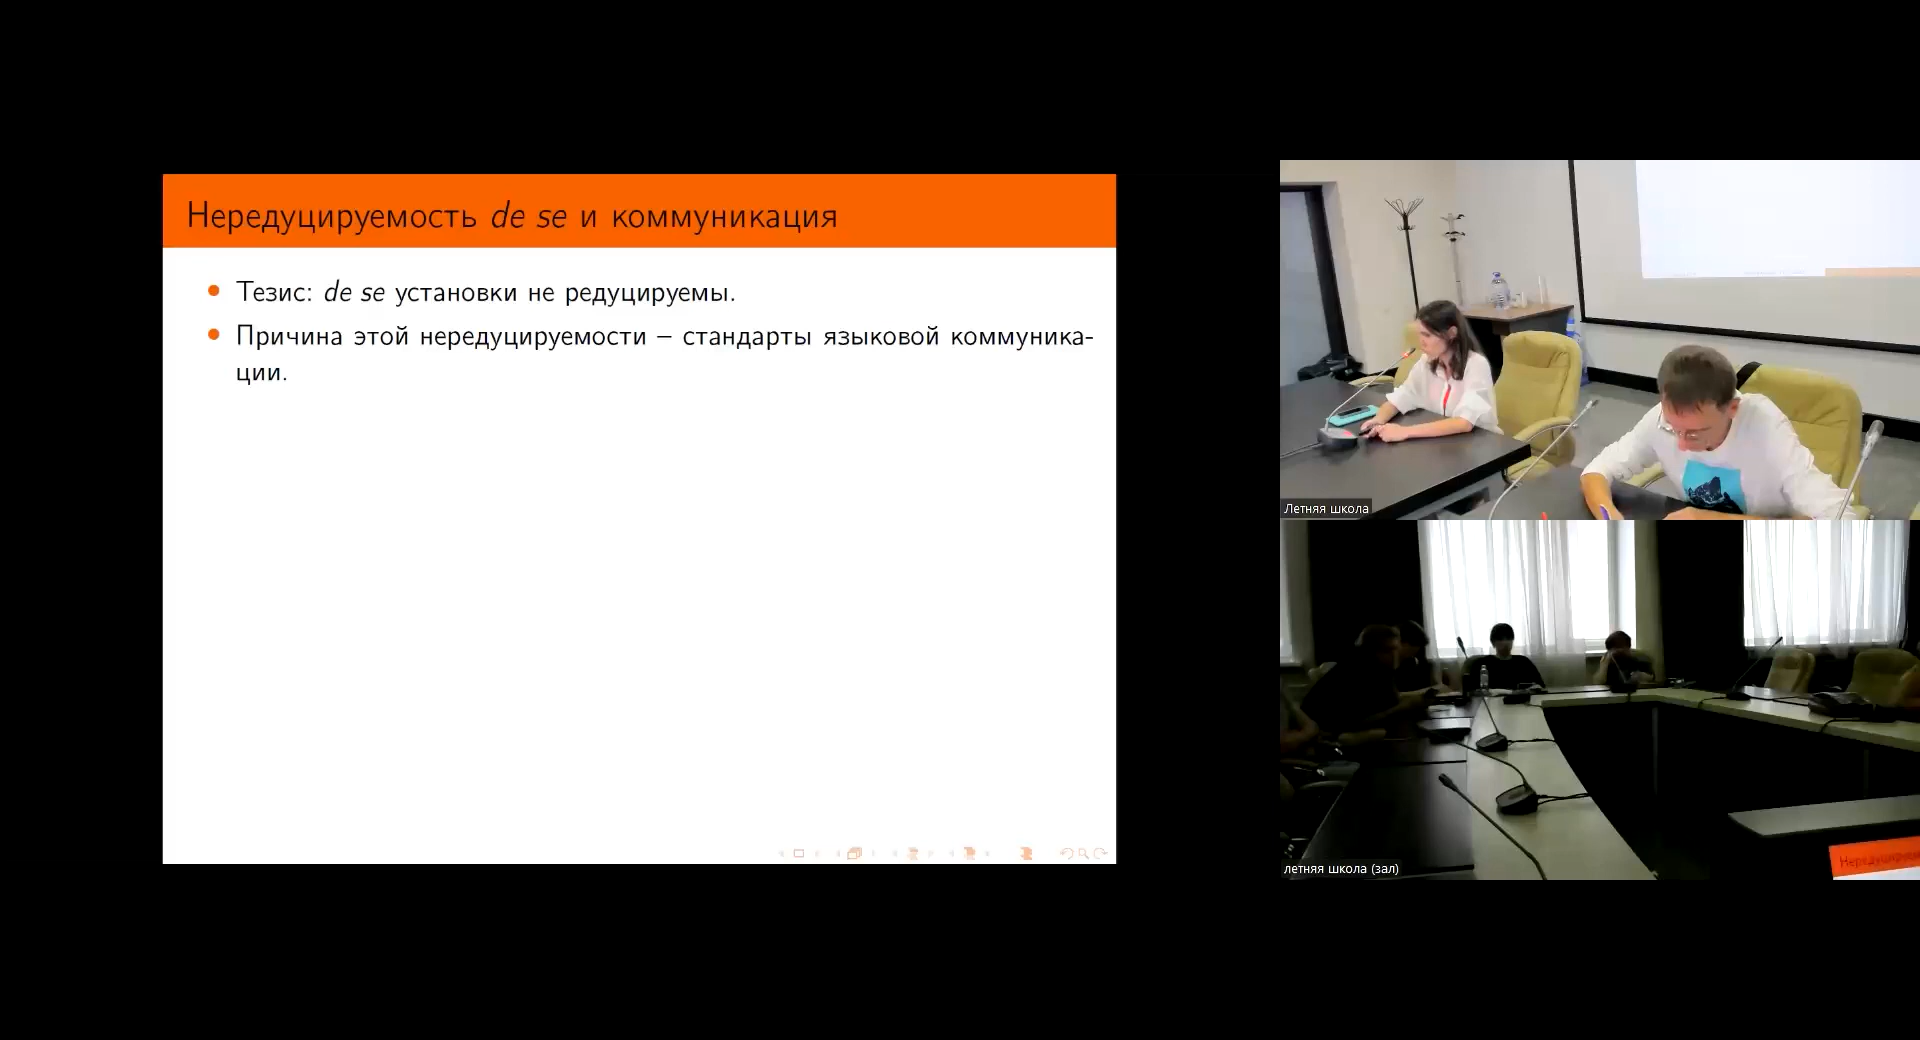 Нередуцируемость de se и коммуникация
Тезис: de se установки не редуцируемы.
Причина этой нередуцируемости – стандарты языковой коммуника-
ции.
Летняя школа
летняя школа (зал)